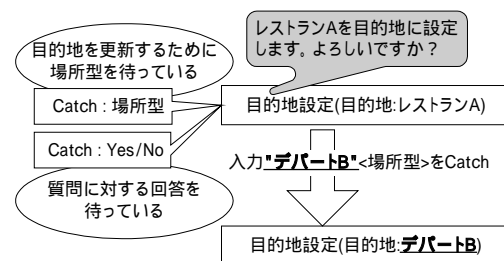 レストランAを目的地に設定
します。よろしいですか？
目的地を更新するために
場所型を待っている
Catch : 場所型
目的地設定(目的地:レストランA)
Catch : Yes/No
入力"デパートB"<場所型>をCatch
質問に対する回答を
待っている
目的地設定(目的地:デパートB)